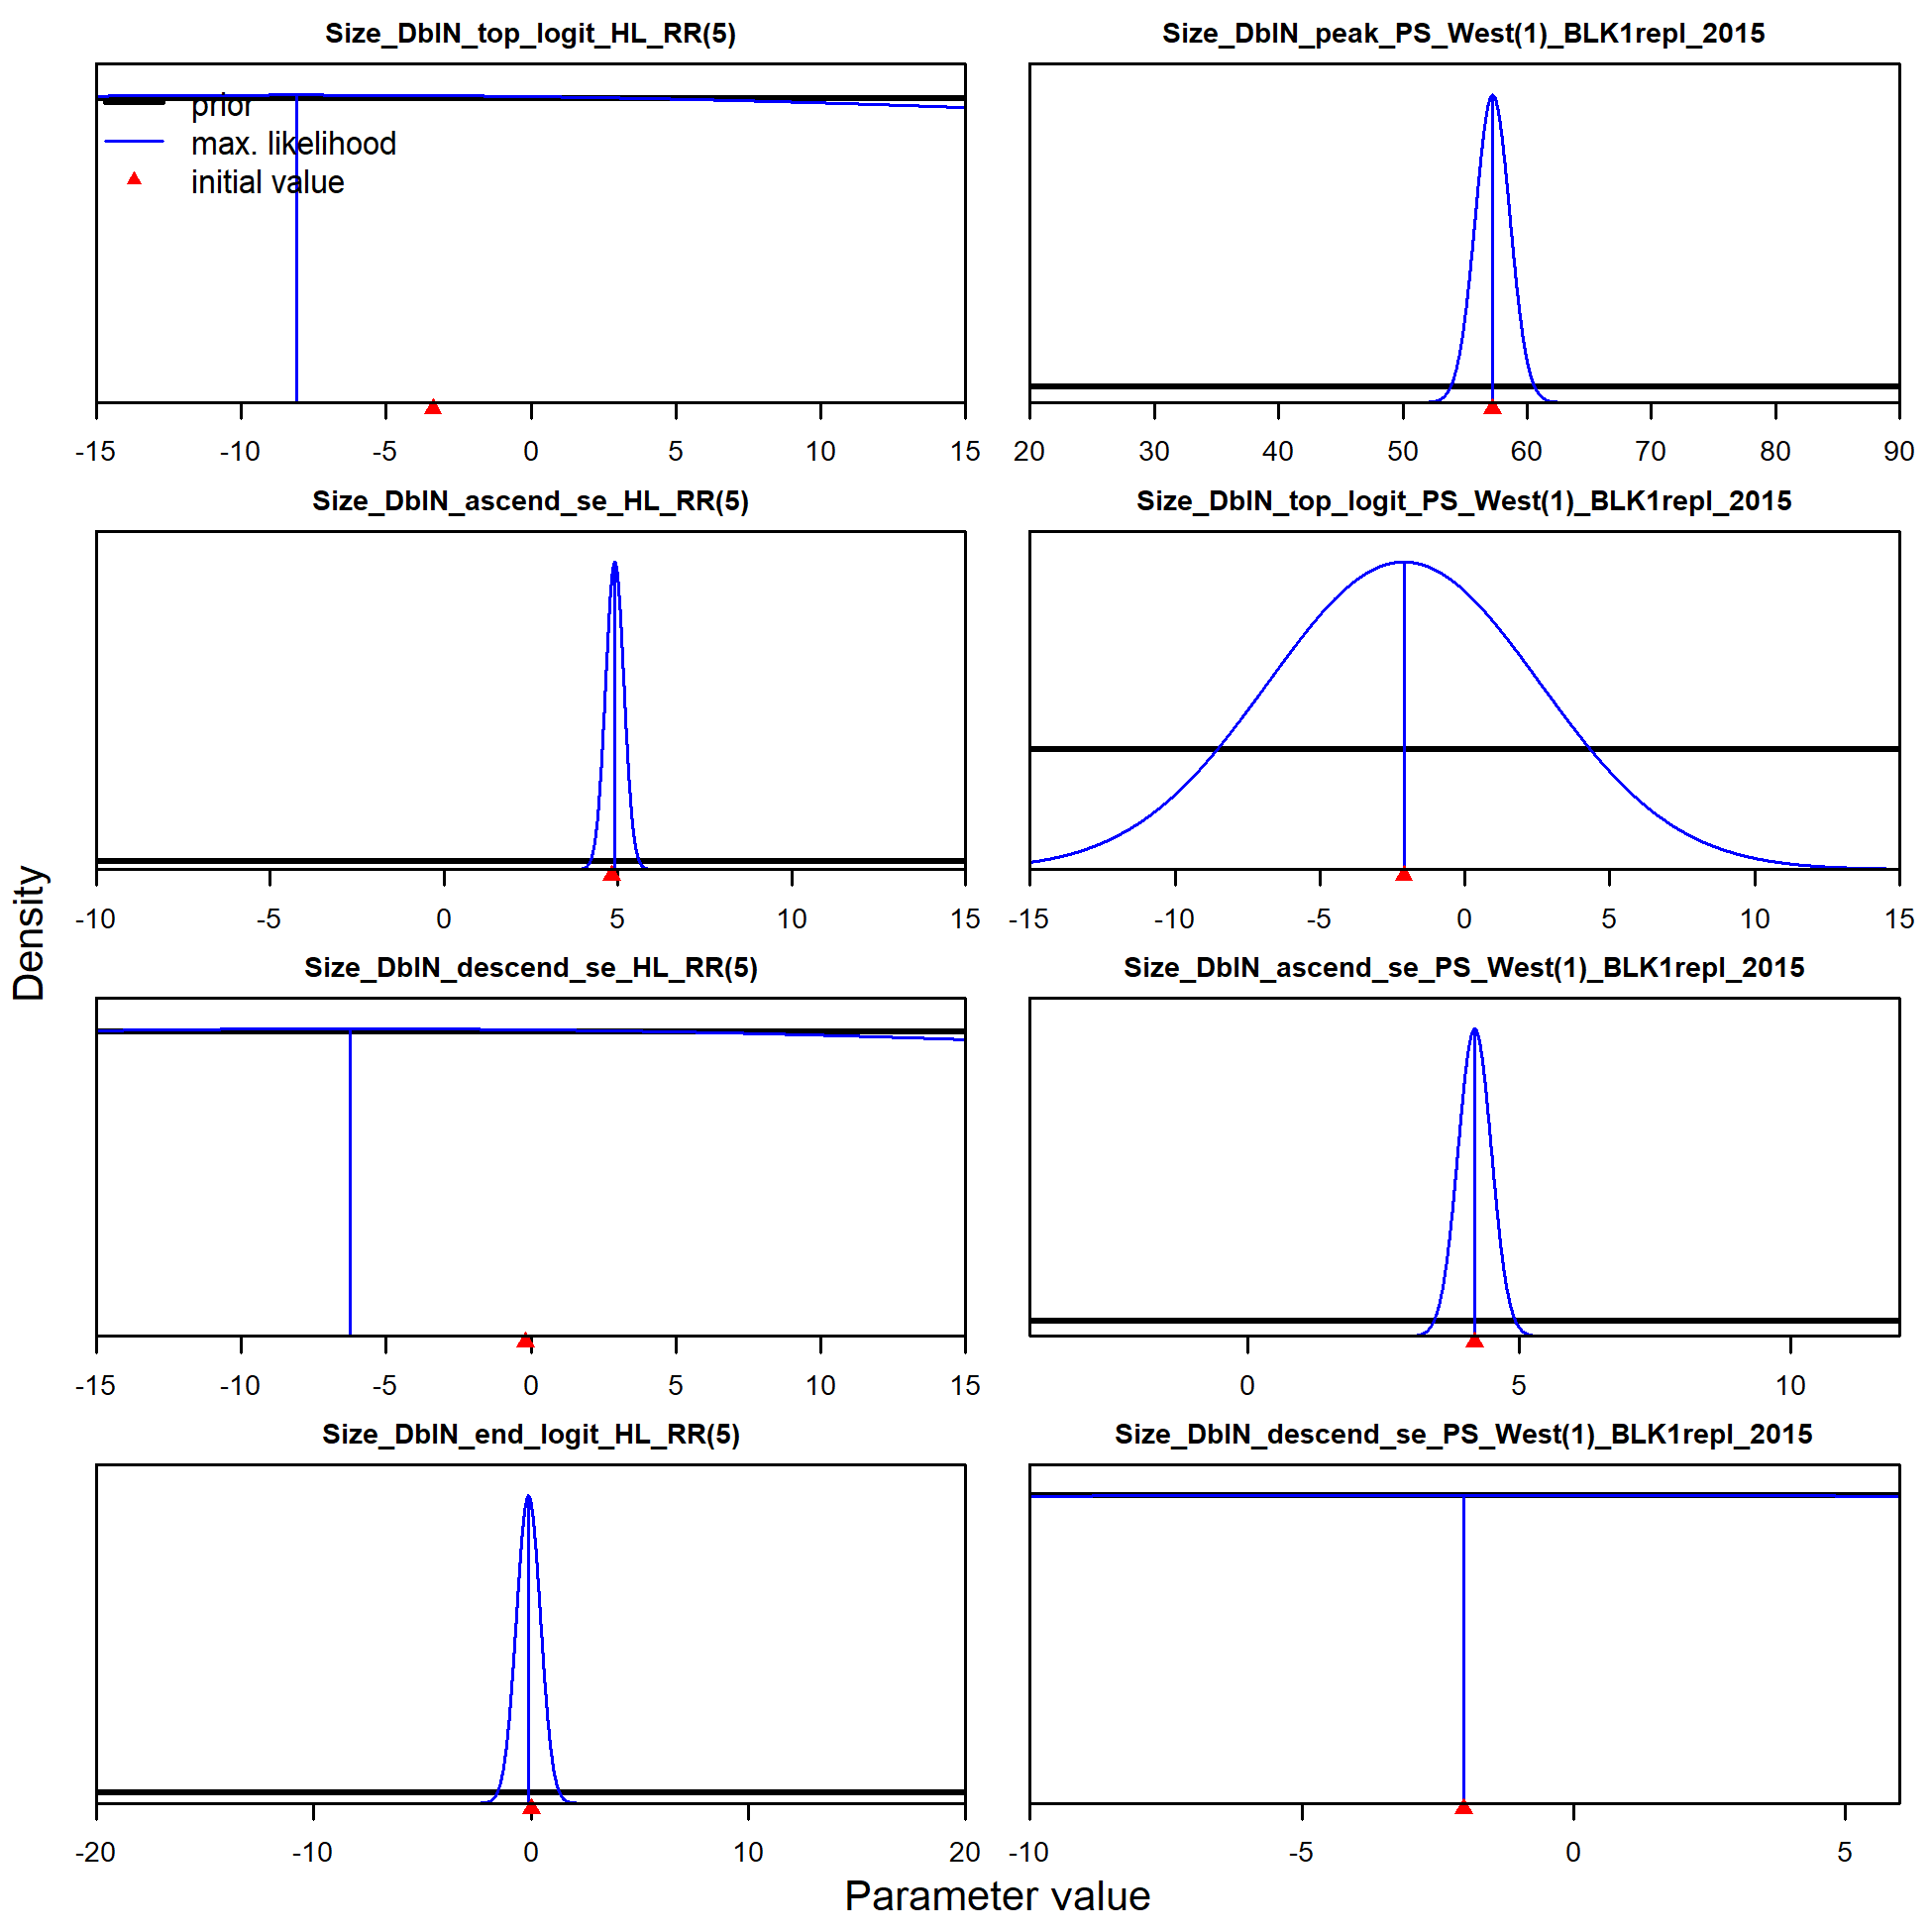 Size_DblN_top_logit_HL_RR(5)
prior
max. likelihood
initial value
-15 -10 -5 0 5 10 15
Size_DblN_peak_PS_West(1)_BLK1repl_2015
20 30 40 50 60 70 80 90
Size_DblN_ascend_se_HL_RR(5)
-10 -5 0 5 10 15
Size_DblN_top_logit_PS_West(1)_BLK1repl_2015
-15 -10 -5 0 5 10 15
Size_DblN_descend_se_HL_RR(5)
-15 -10 -5 0 5 10 15
Size_DblN_ascend_se_PS_West(1)_BLK1repl_2015
0 5 10
Size_DblN_end_logit_HL_RR(5)
-20 -10 0 10 20
Size_DblN_descend_se_PS_West(1)_BLK1repl_2015
-10 -5 0 5
Density
Parameter value